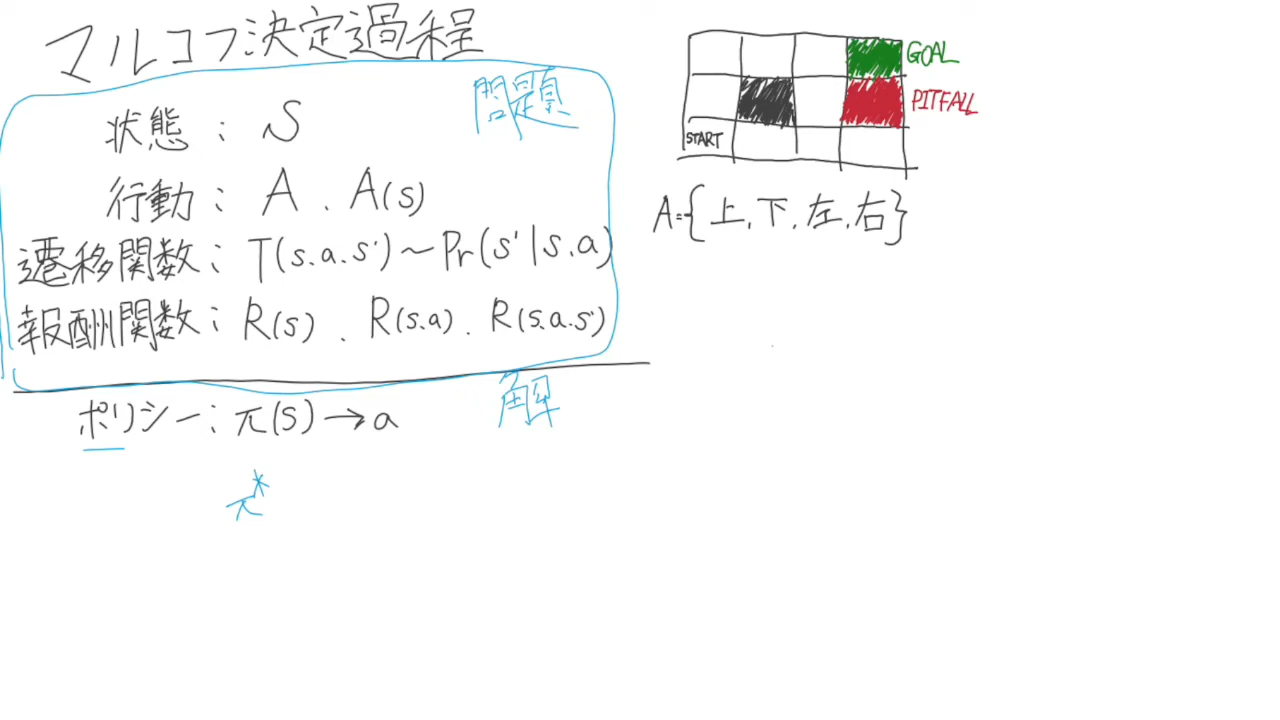 マルコフ決定過程
問題
状態：S
行動：A . A(s)
遷移関数：T(s.a.s')~Pr(s'|s.a)
報酬関数：R(s) . R(s.a) . R(s.a.s')
解
ポリシー：π(s)→a
π*
GOAL
PITFALL
START
A={上,下,左,右}